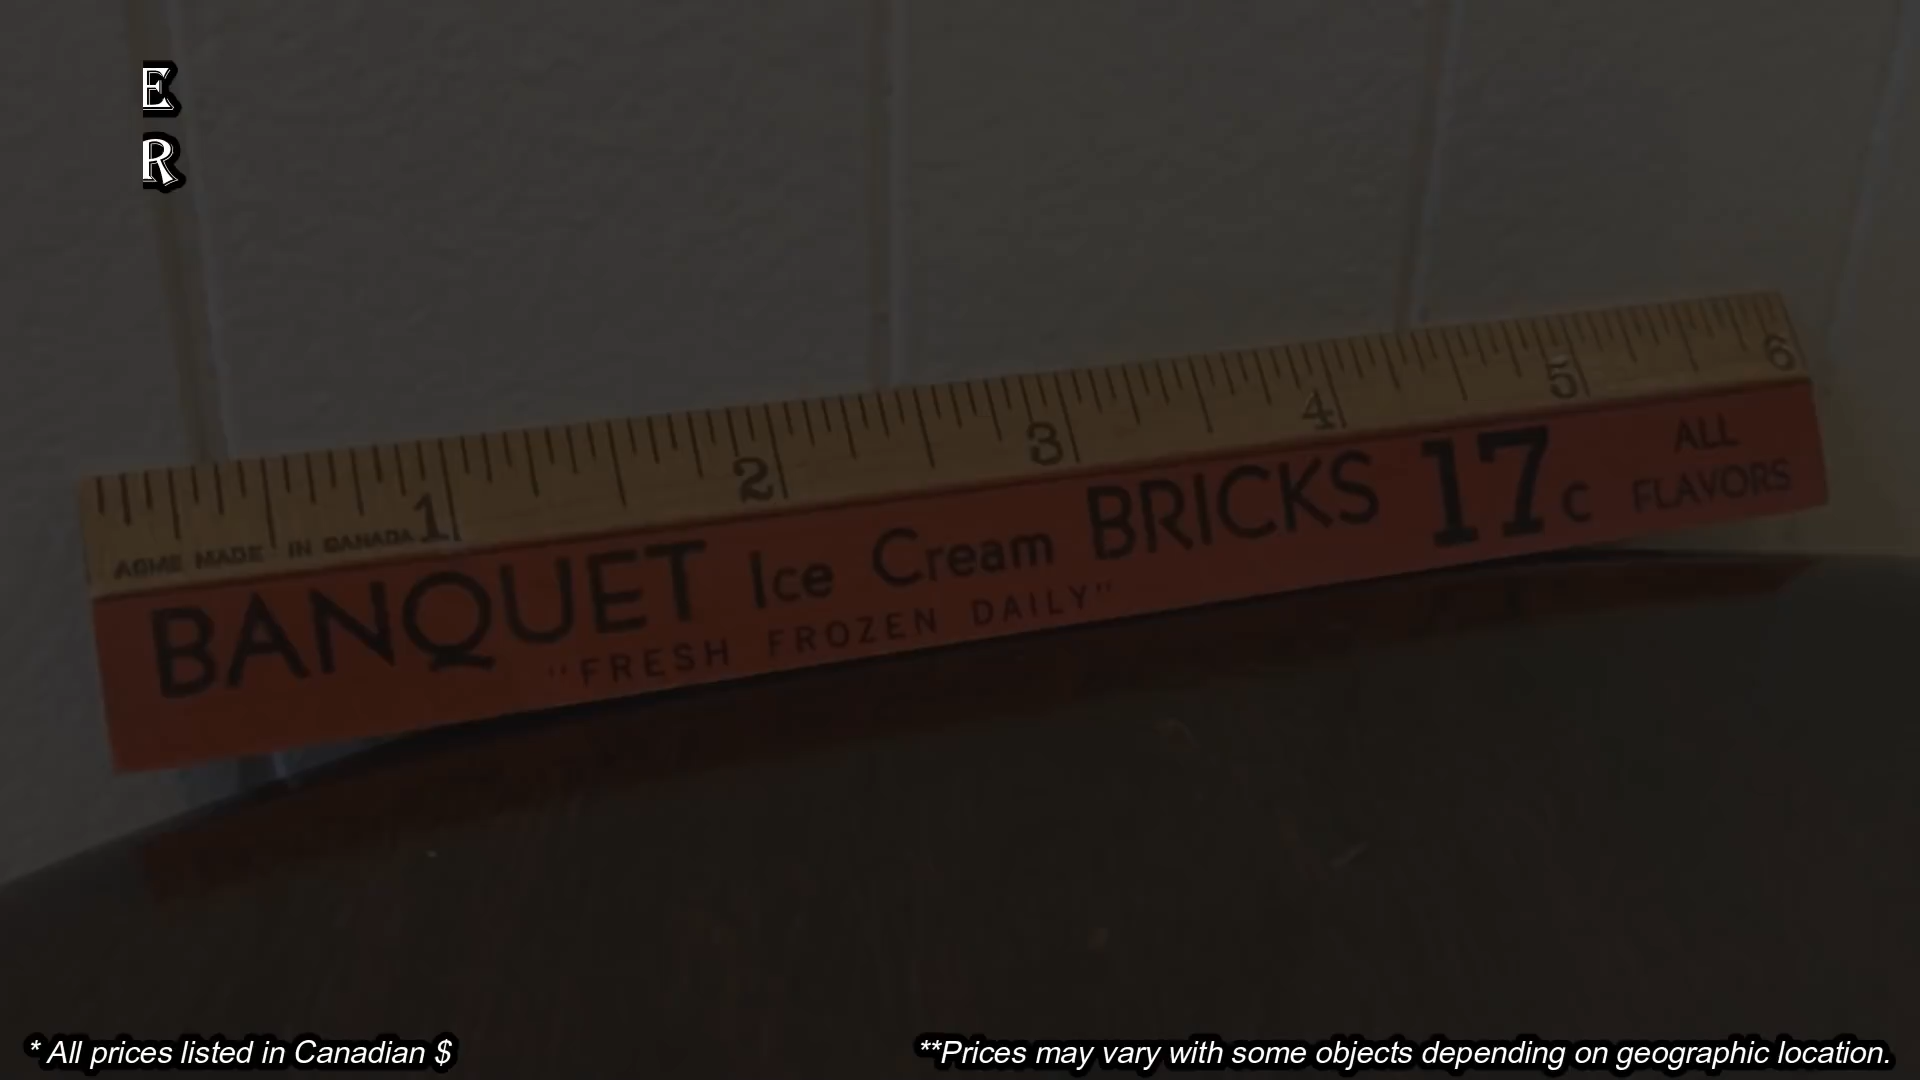 E
R
1 2 3 4 5 6
ACME MADE IN CANADA
BANQUET Ice Cream BRICKS 17c ALL FLAVORS
"FRESH FROZEN DAILY"
* All prices listed in Canadian $
**Prices may vary with some objects depending on geographic location.